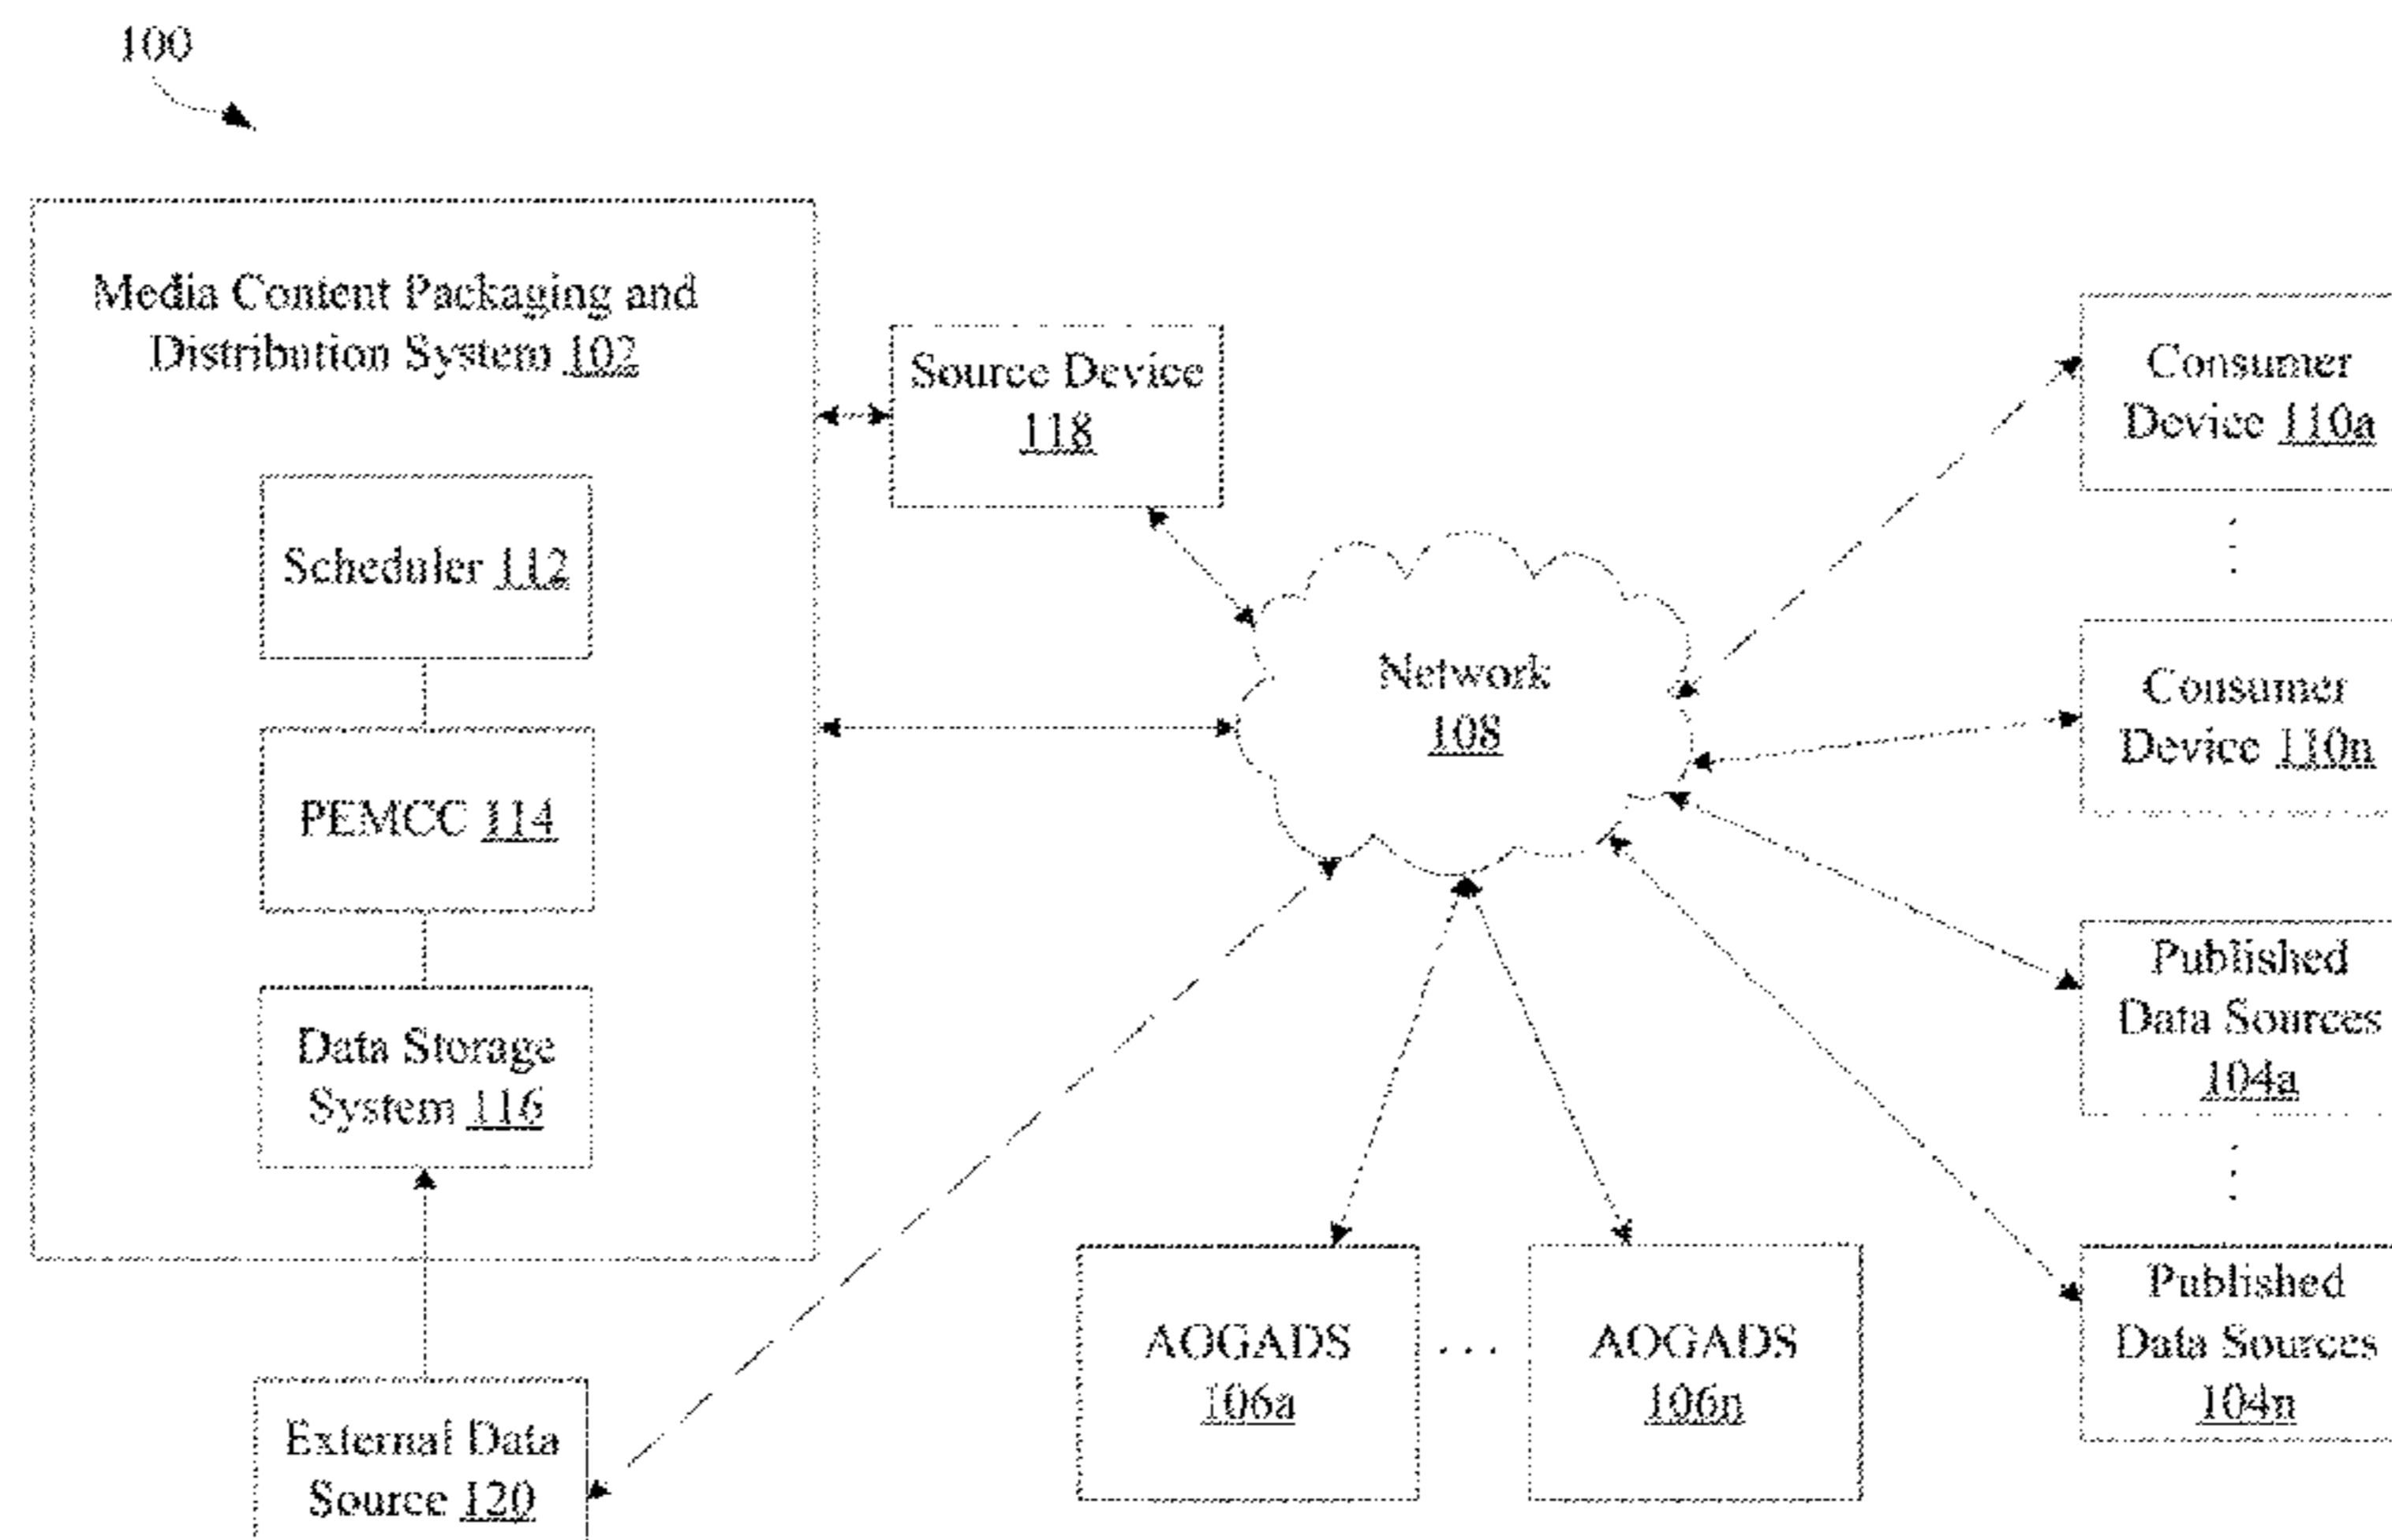 100
Media Content Packaging and
Distribution System 102
Scheduler 112
PEMCC 114
Data Storage
System 116
External Data
Source 120
Source Device
118
Network
108
AOGADS
106a
. . .
AOGADS
106n
Consumer
Device 110a
Consumer
Device 110n
Published
Data Sources
104a
Published
Data Sources
104n